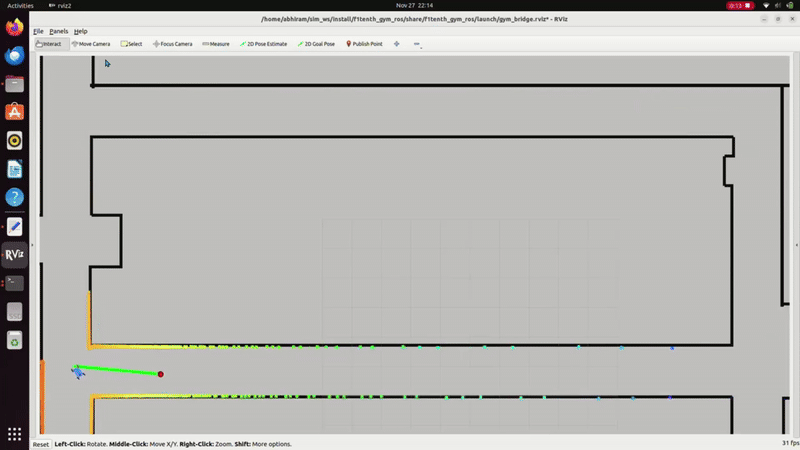 Activities
rviz2
Nov 27 22:14
0:13
/home/abhiram/sim_ws/install/f1tenth_gym_ros/share/f1tenth_gym_ros/launch/gym_bridge.rviz* - RViz
File Panels Help
Interact Move Camera Select Focus Camera Measure 2D Pose Estimate 2D Goal Pose Publish Point
RViz
Reset Left-Click: Rotate. Middle-Click: Move X/Y. Right-Click: Zoom. Shift: More options. 31 fps